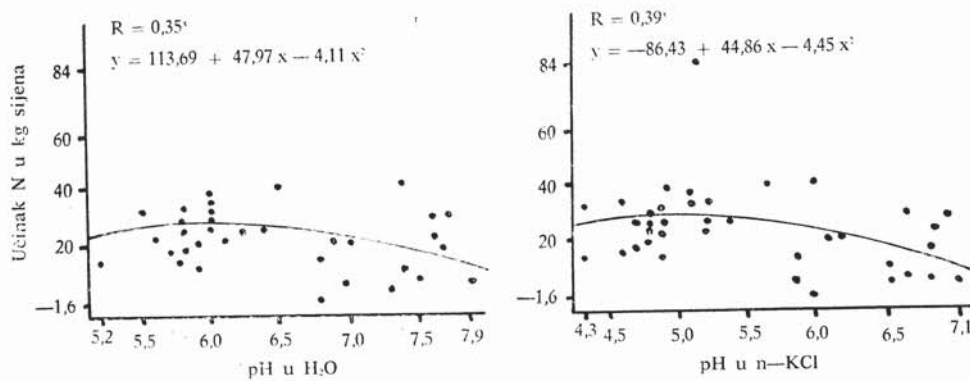 R = 0,35ˣ
y = 113,69 + 47,97 x — 4,11 x²
Učinak N u kg sijena
84
60
40
20
—1,6
5,2 5,5 6,0 6,5 7,0 7,5 7,9
pH u H₂O
R = 0,39ˣ
y = —86,43 + 44,86 x — 4,45 x²
84
60
40
20
—1,6
4,3 4,5 5,0 5,5 6,0 6,5 7,1
pH u n—KCl